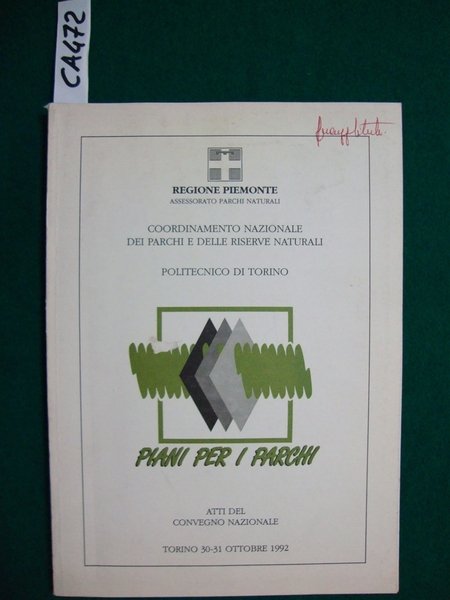 CA472
REGIONE PIEMONTE
ASSESSORATO PARCHI NATURALI
COORDINAMENTO NAZIONALE
DEI PARCHI E DELLE RISERVE NATURALI
POLITECNICO DI TORINO
PIANI PER I PARCHI
ATTI DEL
CONVEGNO NAZIONALE
TORINO 30-31 OTTOBRE 1992